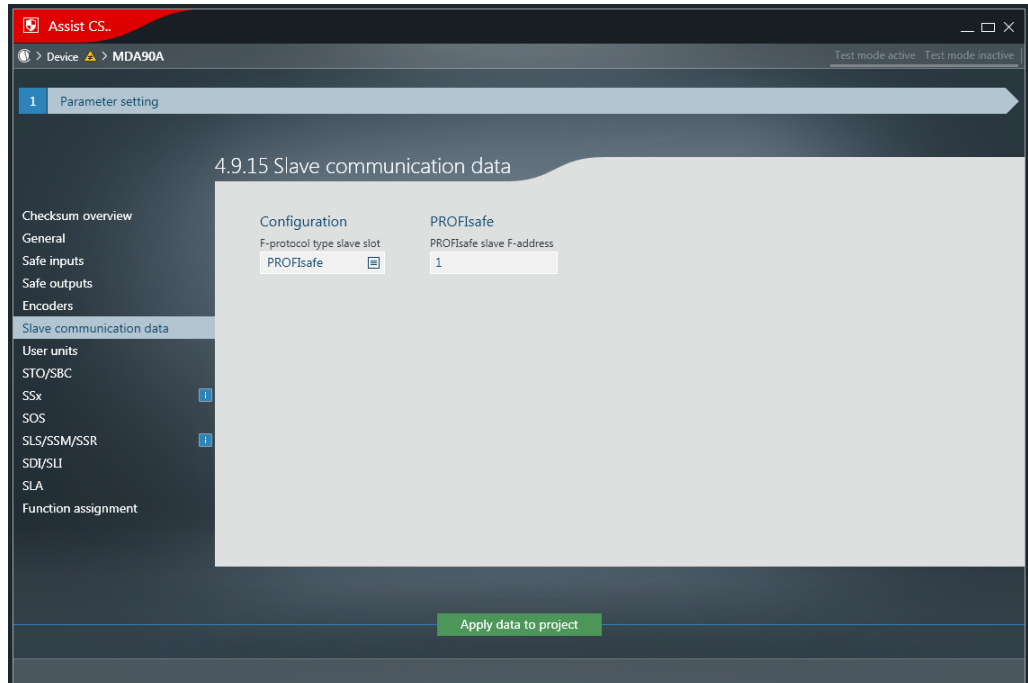 Assist CS..
> Device > MDA90A
Test mode active Test mode inactive
1 Parameter setting
4.9.15 Slave communication data
Checksum overview
General
Safe inputs
Safe outputs
Encoders
Slave communication data
User units
STO/SBC
SSx
SOS
SLS/SSM/SSR
SDI/SLI
SLA
Function assignment
Configuration
F-protocol type slave slot
PROFIsafe
PROFIsafe
PROFIsafe slave F-address
1
Apply data to project